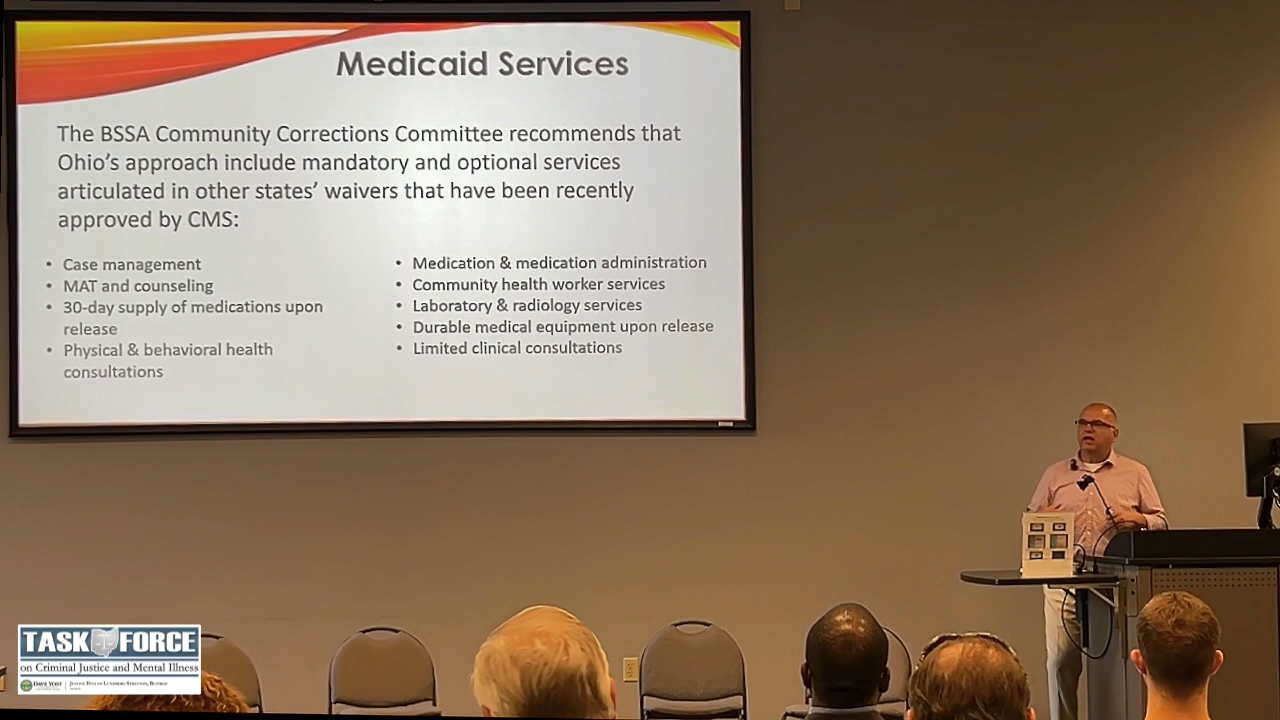 Medicaid Services
The BSSA Community Corrections Committee recommends that
Ohio's approach include mandatory and optional services
articulated in other states' waivers that have been recently
approved by CMS:
• Case management
• MAT and counseling
• 30-day supply of medications upon
release
• Physical & behavioral health
consultations
• Medication & medication administration
• Community health worker services
• Laboratory & radiology services
• Durable medical equipment upon release
• Limited clinical consultations
TASK FORCE
on Criminal Justice and Mental Illness
DAVE YOST